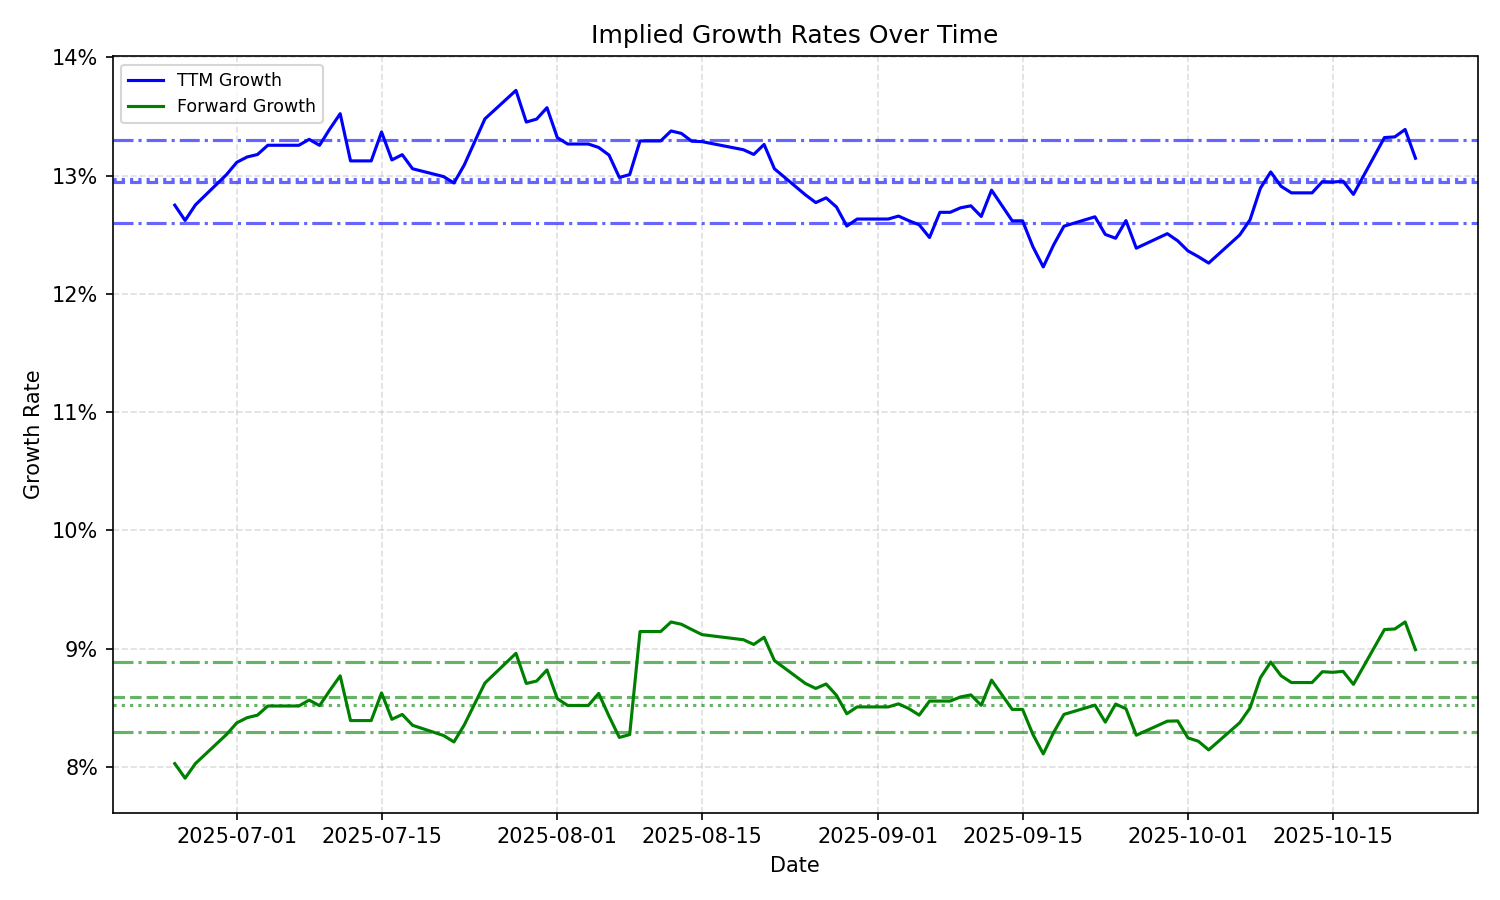 Implied Growth Rates Over Time
TTM Growth
Forward Growth
14%
13%
12%
11%
10%
9%
8%
Growth Rate
2025-07-01 2025-07-15 2025-08-01 2025-08-15 2025-09-01 2025-09-15 2025-10-01 2025-10-15
Date